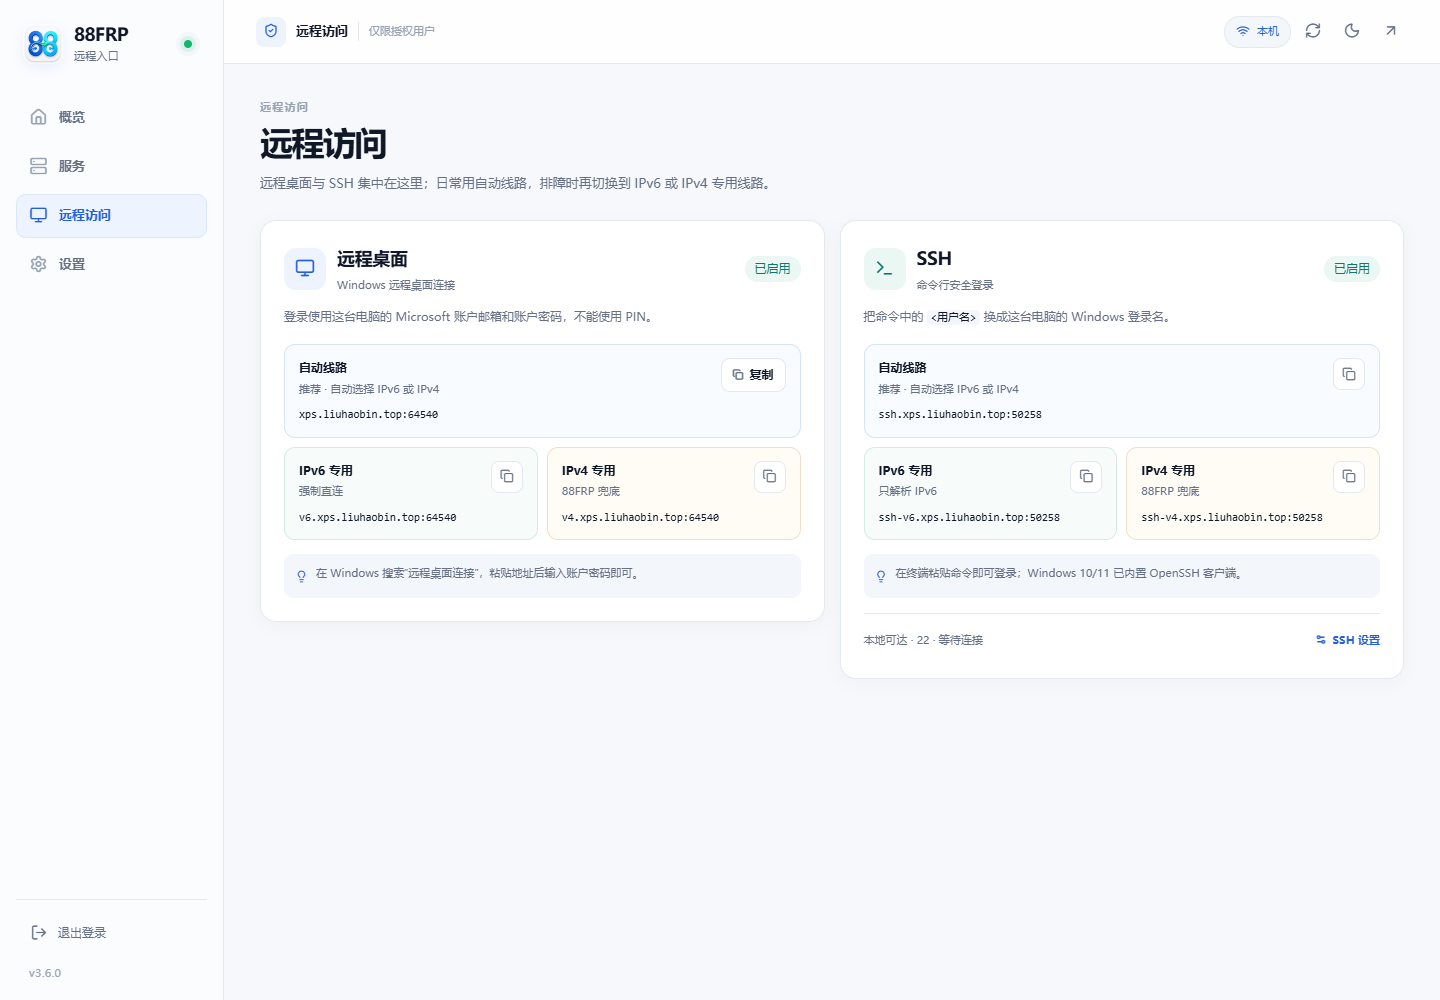 88FRP
远程入口
概览
服务
远程访问
设置
退出登录
v3.6.0
远程访问
仅限授权用户
本机
远程访问
远程访问
远程桌面与 SSH 集中在这里；日常用自动线路，排障时再切换到 IPv6 或 IPv4 专用线路。
远程桌面
Windows 远程桌面连接
已启用
登录使用这台电脑的 Microsoft 账户邮箱和账户密码，不能使用 PIN。
自动线路
推荐 · 自动选择 IPv6 或 IPv4
xps.liuhaobin.top:64540
复制
IPv6 专用
强制直连
v6.xps.liuhaobin.top:64540
IPv4 专用
88FRP 兜底
v4.xps.liuhaobin.top:64540
在 Windows 搜索“远程桌面连接”，粘贴地址后输入账户密码即可。
SSH
命令行安全登录
已启用
把命令中的 <用户名> 换成这台电脑的 Windows 登录名。
自动线路
推荐 · 自动选择 IPv6 或 IPv4
ssh.xps.liuhaobin.top:50258
IPv6 专用
只解析 IPv6
ssh-v6.xps.liuhaobin.top:50258
IPv4 专用
88FRP 兜底
ssh-v4.xps.liuhaobin.top:50258
在终端粘贴命令即可登录；Windows 10/11 已内置 OpenSSH 客户端。
本地可达 · 22 · 等待连接
SSH 设置